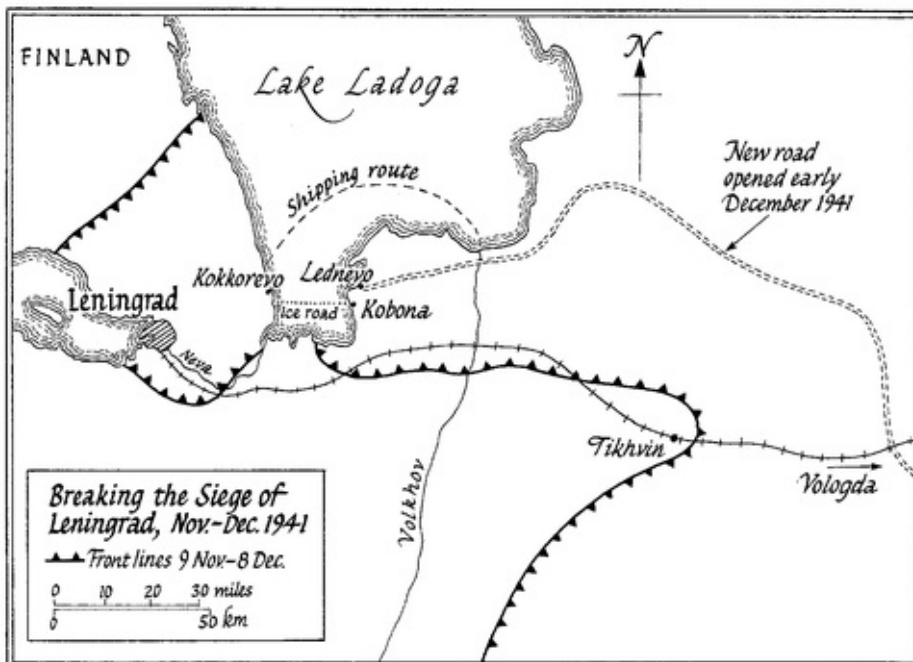 FINLAND
Lake Ladoga
N
New road
opened early
December 1941
Shipping route
Kokkorevo
Lednevo
Leningrad
Ice road
Kobona
Neva
Tikhvin
Vologda
Volkhov
Breaking the Siege of
Leningrad, Nov.-Dec. 1941
Front lines 9 Nov.-8 Dec.
0 10 20 30 miles
0 50 km